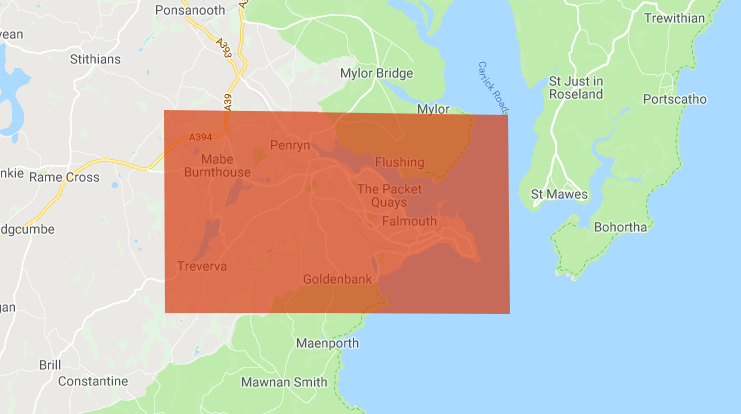 Ponsanooth
Trewithian
vean
A393
Stithians
Mylor Bridge
Carrick Roads
St Just in
Roseland
A39
Portscatho
Mylor
A394
Penryn
Mabe
Burnthouse
Flushing
nkie
Rame Cross
The Packet
Quays
St Mawes
Falmouth
dgcumbe
Bohortha
Treverva
Goldenbank
gan
Maenporth
Brill
Constantine
Mawnan Smith